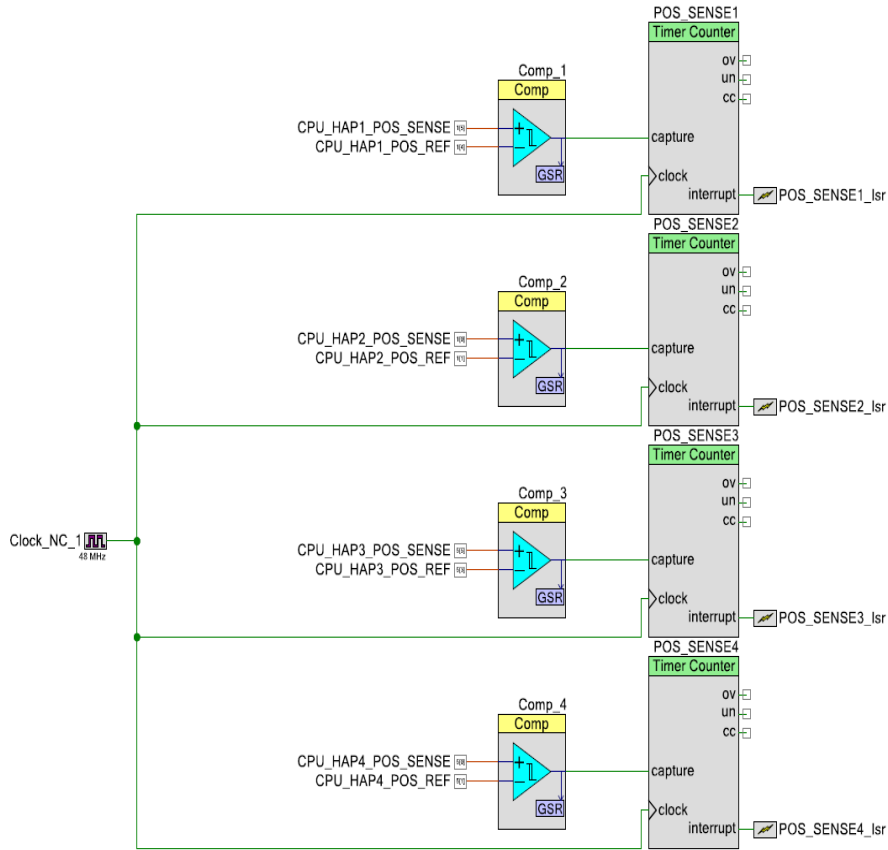 POS_SENSE1
Timer Counter
ov
un
cc
Comp_1
Comp
CPU_HAP1_POS_SENSE
CPU_HAP1_POS_REF
GSR
capture
clock
interrupt
POS_SENSE1_Isr
POS_SENSE2
Timer Counter
ov
un
cc
Comp_2
Comp
CPU_HAP2_POS_SENSE
CPU_HAP2_POS_REF
GSR
capture
clock
interrupt
POS_SENSE2_Isr
POS_SENSE3
Timer Counter
ov
un
cc
Comp_3
Comp
Clock_NC_1
48 MHz
CPU_HAP3_POS_SENSE
CPU_HAP3_POS_REF
GSR
capture
clock
interrupt
POS_SENSE3_Isr
POS_SENSE4
Timer Counter
ov
un
cc
Comp_4
Comp
CPU_HAP4_POS_SENSE
CPU_HAP4_POS_REF
GSR
capture
clock
interrupt
POS_SENSE4_Isr